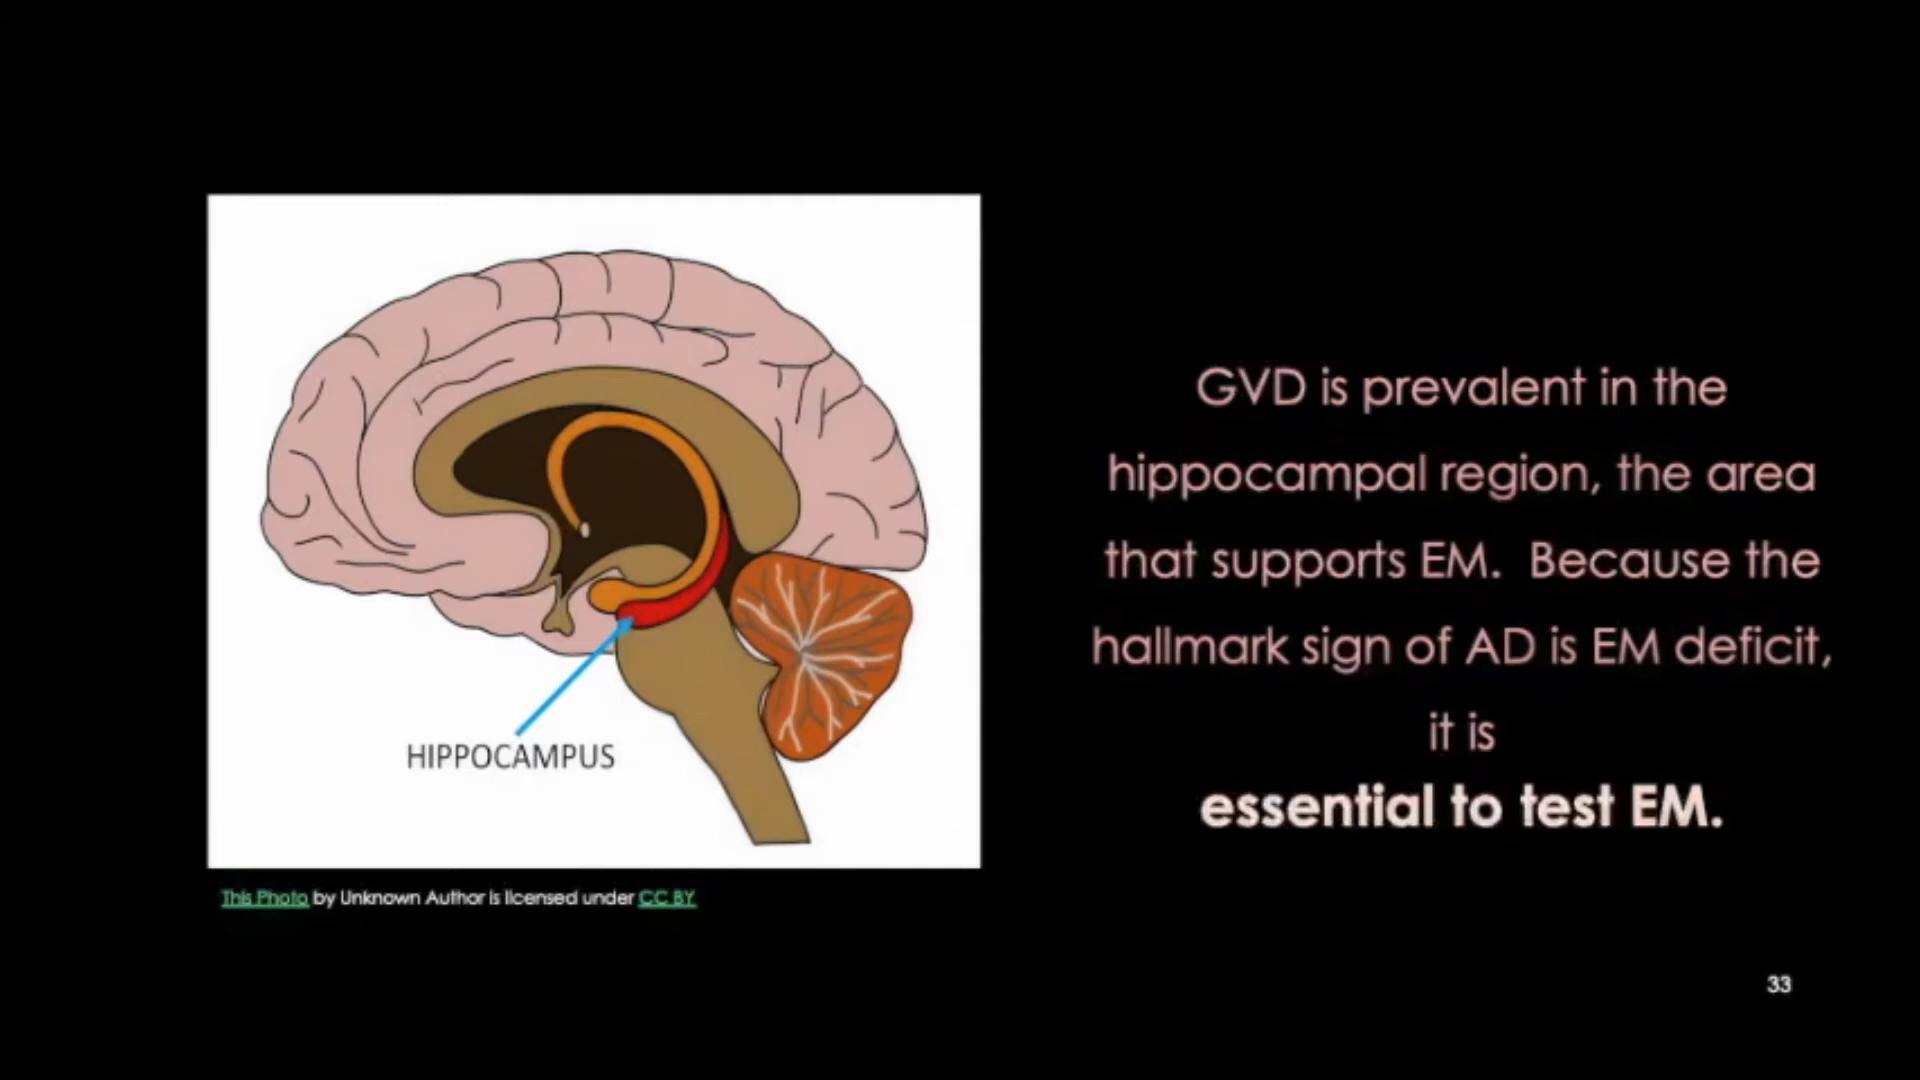 HIPPOCAMPUS
This Photo by Unknown Author is licensed under CC BY
GVD is prevalent in the
hippocampal region, the area
that supports EM. Because the
hallmark sign of AD is EM deficit,
it is
essential to test EM.
33